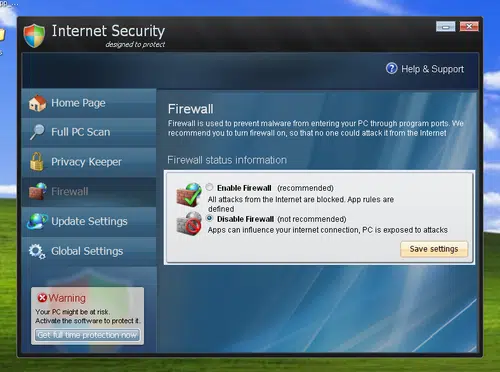 Internet Security
designed to protect
Help & Support
Home Page
Full PC Scan
Privacy Keeper
Firewall
Update Settings
Global Settings
Warning
Your PC might be at risk.
Activate the software to protect it.
Get full time protection now
Firewall
Firewall is used to prevent malware from entering your PC through program ports. We
recommend you to turn firewall on, so that no one could attack it from the Internet
Firewall status information
Enable Firewall (recommended)
All attacks from the Internet are blocked. App rules are
defined
Disable Firewall (not recommended)
Apps can influence your internet connection, PC is exposed to attacks
Save settings